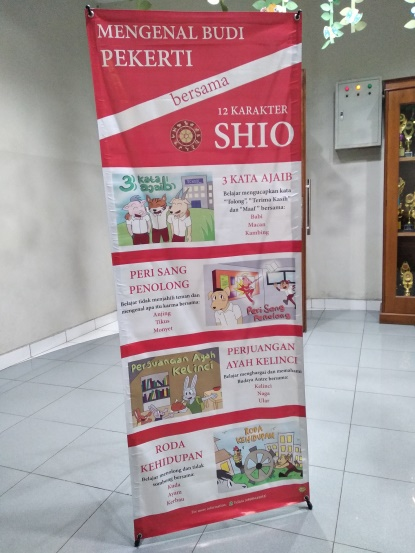 MENGENAL BUDI
PEKERTI
bersama
12 KARAKTER
SHIO
3 kata
ajaib
3 KATA AJAIB
Belajar mengucapkan kata
"Tolong" "Terima Kasih"
dan "Maaf" bersama:
Babi
Macan
Kambing
PERI SANG
PENOLONG
Belajar tidak menjahili teman dan
mengenal apa itu karma bersama:
Anjing
Tikus
Monyet
Peri Sang
Penolong
Perjuangan Ayah
Kelinci
PERJUANGAN
AYAH KELINCI
Belajar menghargai dan memahami
Budaya Antre bersama:
Kelinci
Naga
Ular
RODA
KEHIDUPAN
Belajar menolong dan tidak
sombong bersama:
Kuda
Ayam
Kerbau
RODA
KEHIDUPAN